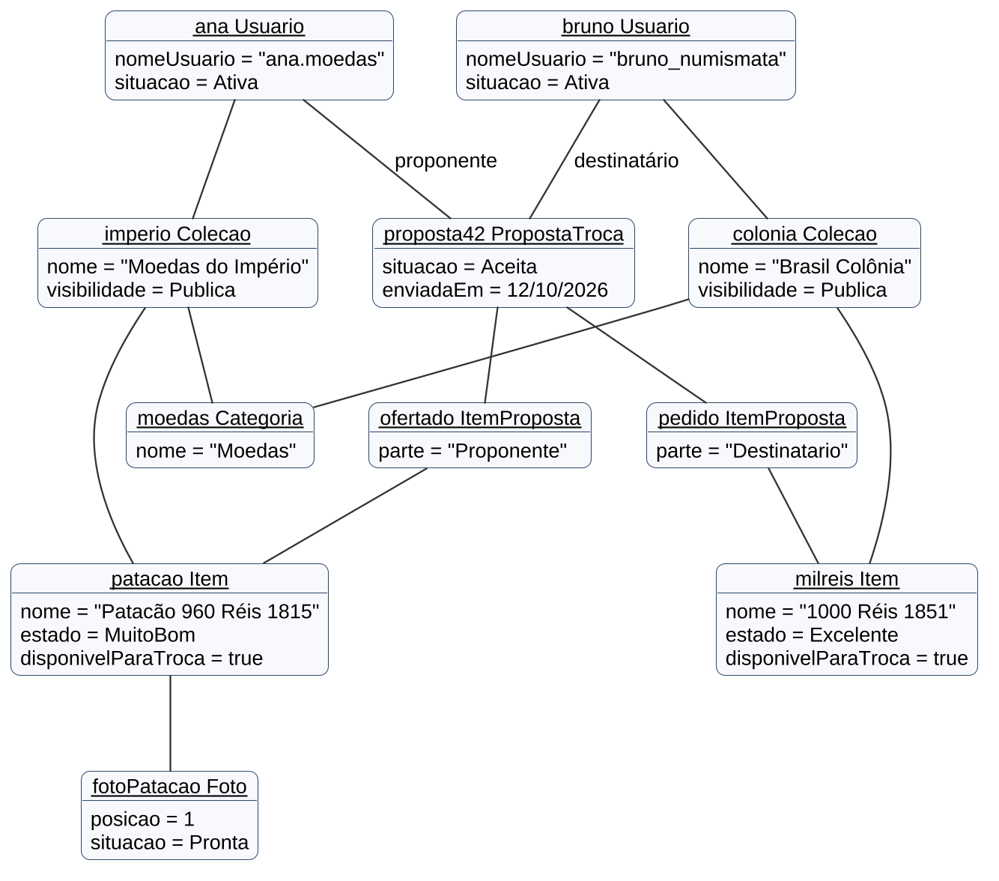 ana Usuario
nomeUsuario = "ana.moedas"
situacao = Ativa
bruno Usuario
nomeUsuario = "bruno_numismata"
situacao = Ativa
proponente
destinatário
imperio Colecao
nome = "Moedas do Império"
visibilidade = Publica
proposta42 PropostaTroca
situacao = Aceita
enviadaEm = 12/10/2026
colonia Colecao
nome = "Brasil Colônia"
visibilidade = Publica
moedas Categoria
nome = "Moedas"
ofertado ItemProposta
parte = "Proponente"
pedido ItemProposta
parte = "Destinatario"
patacao Item
nome = "Patacão 960 Réis 1815"
estado = MuitoBom
disponivelParaTroca = true
milreis Item
nome = "1000 Réis 1851"
estado = Excelente
disponivelParaTroca = true
fotoPatacao Foto
posicao = 1
situacao = Pronta